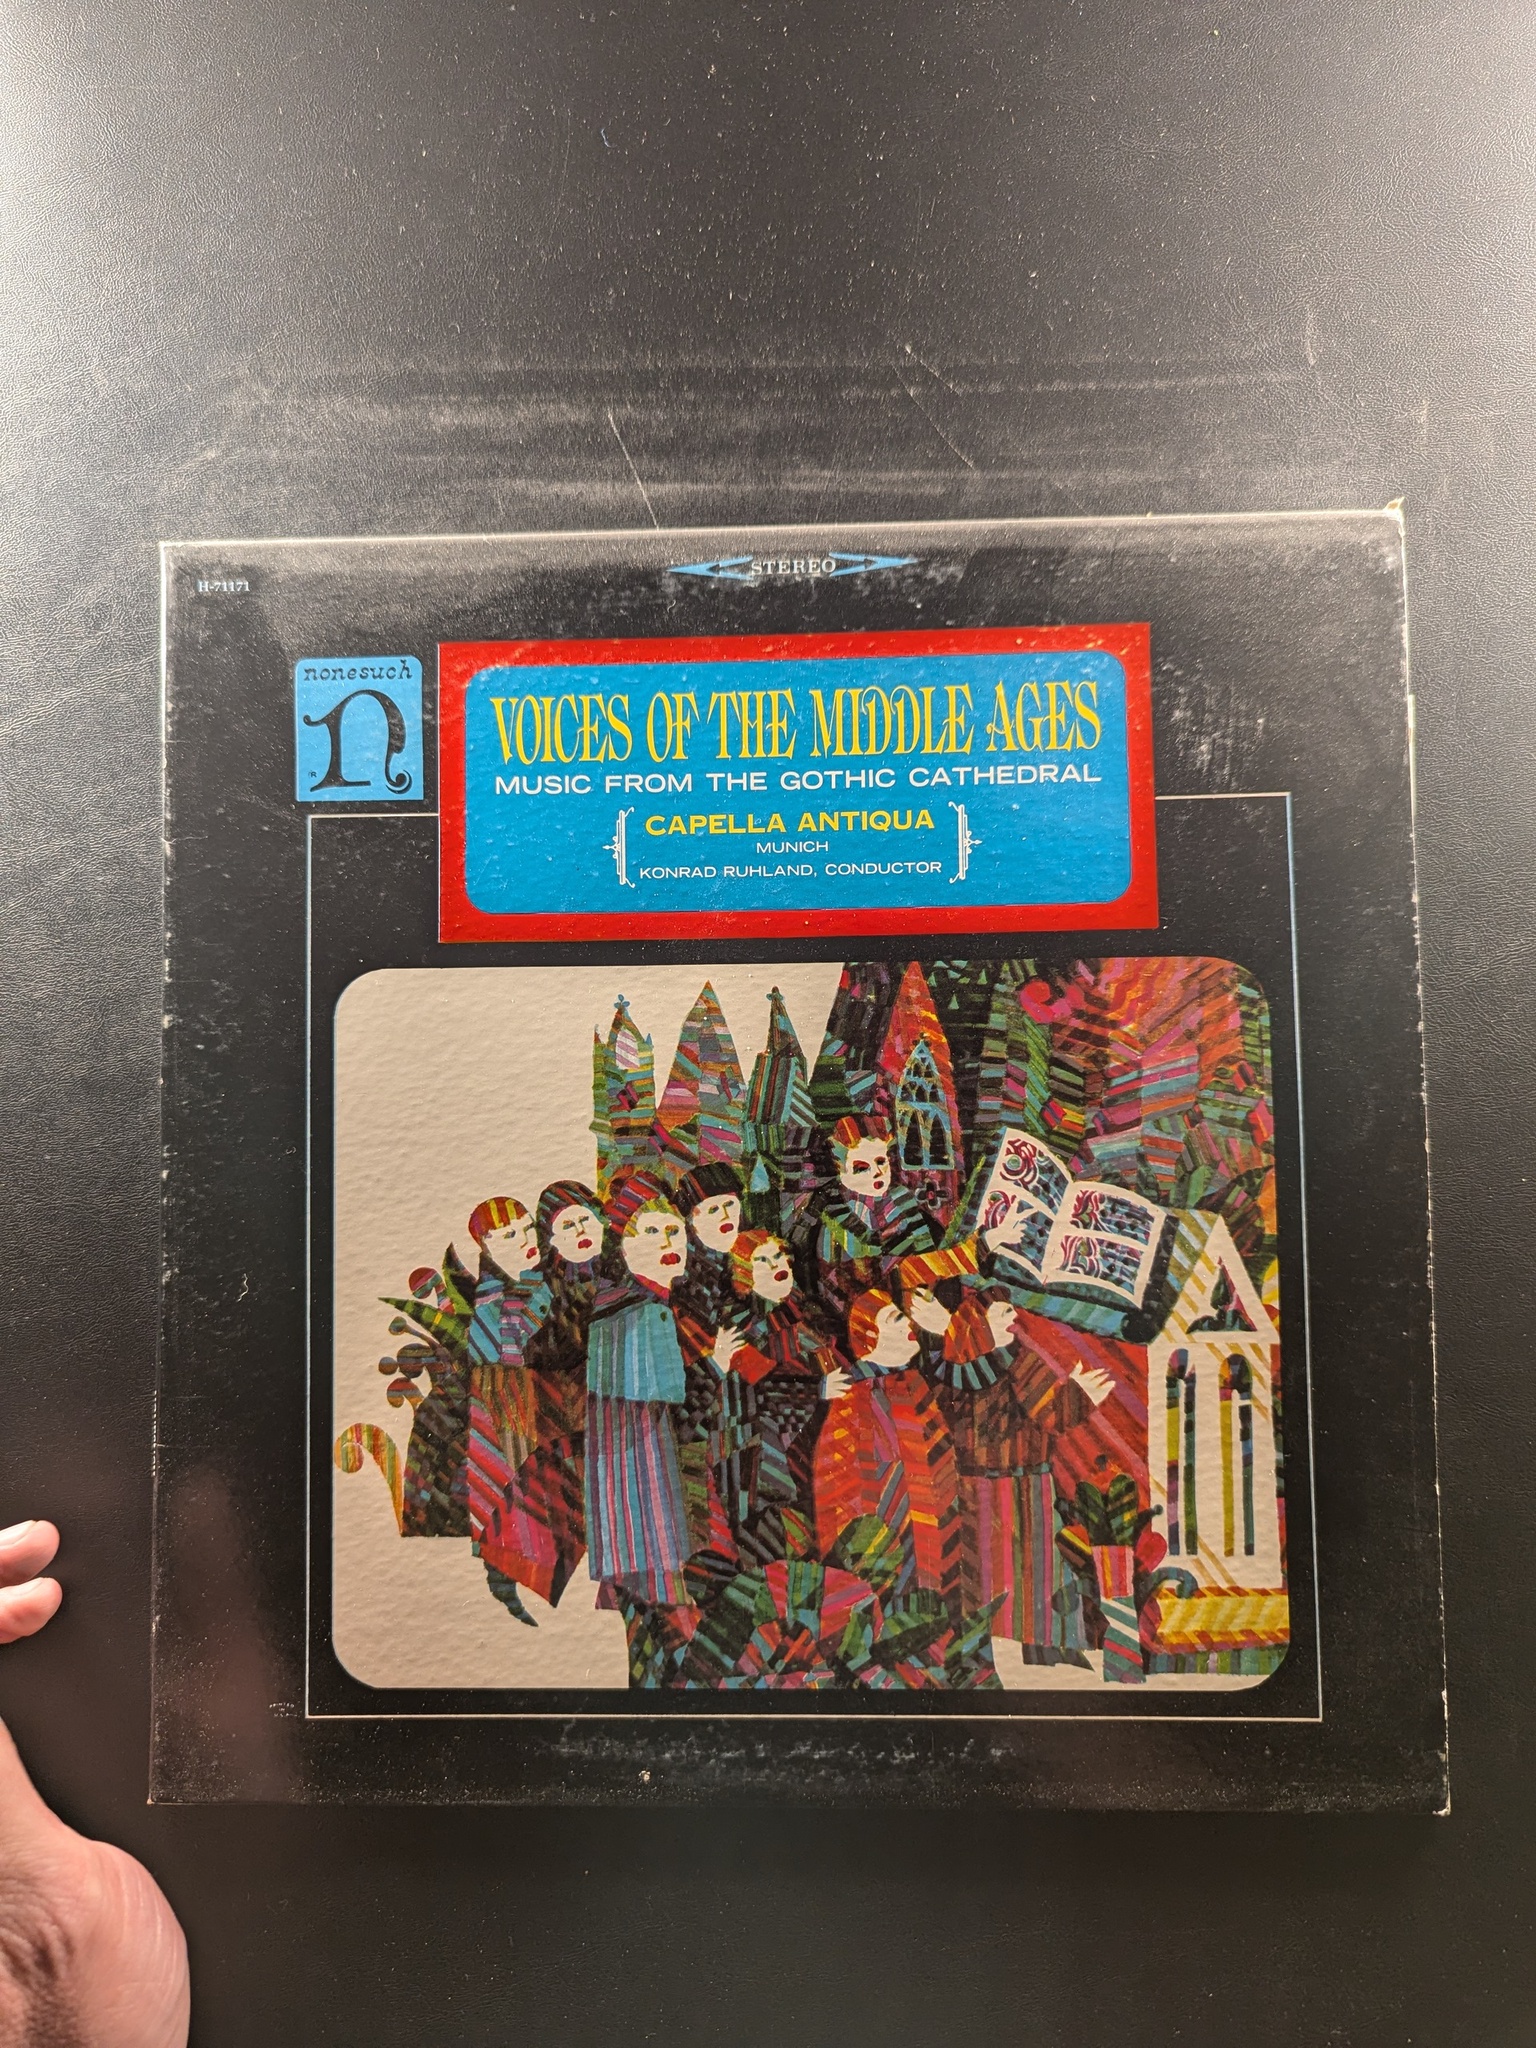 H-71171
STEREO
nonesuch
n
R
VOICES OF THE MIDDLE AGES
MUSIC FROM THE GOTHIC CATHEDRAL
CAPELLA ANTIQUA
MUNICH
KONRAD RUHLAND, CONDUCTOR